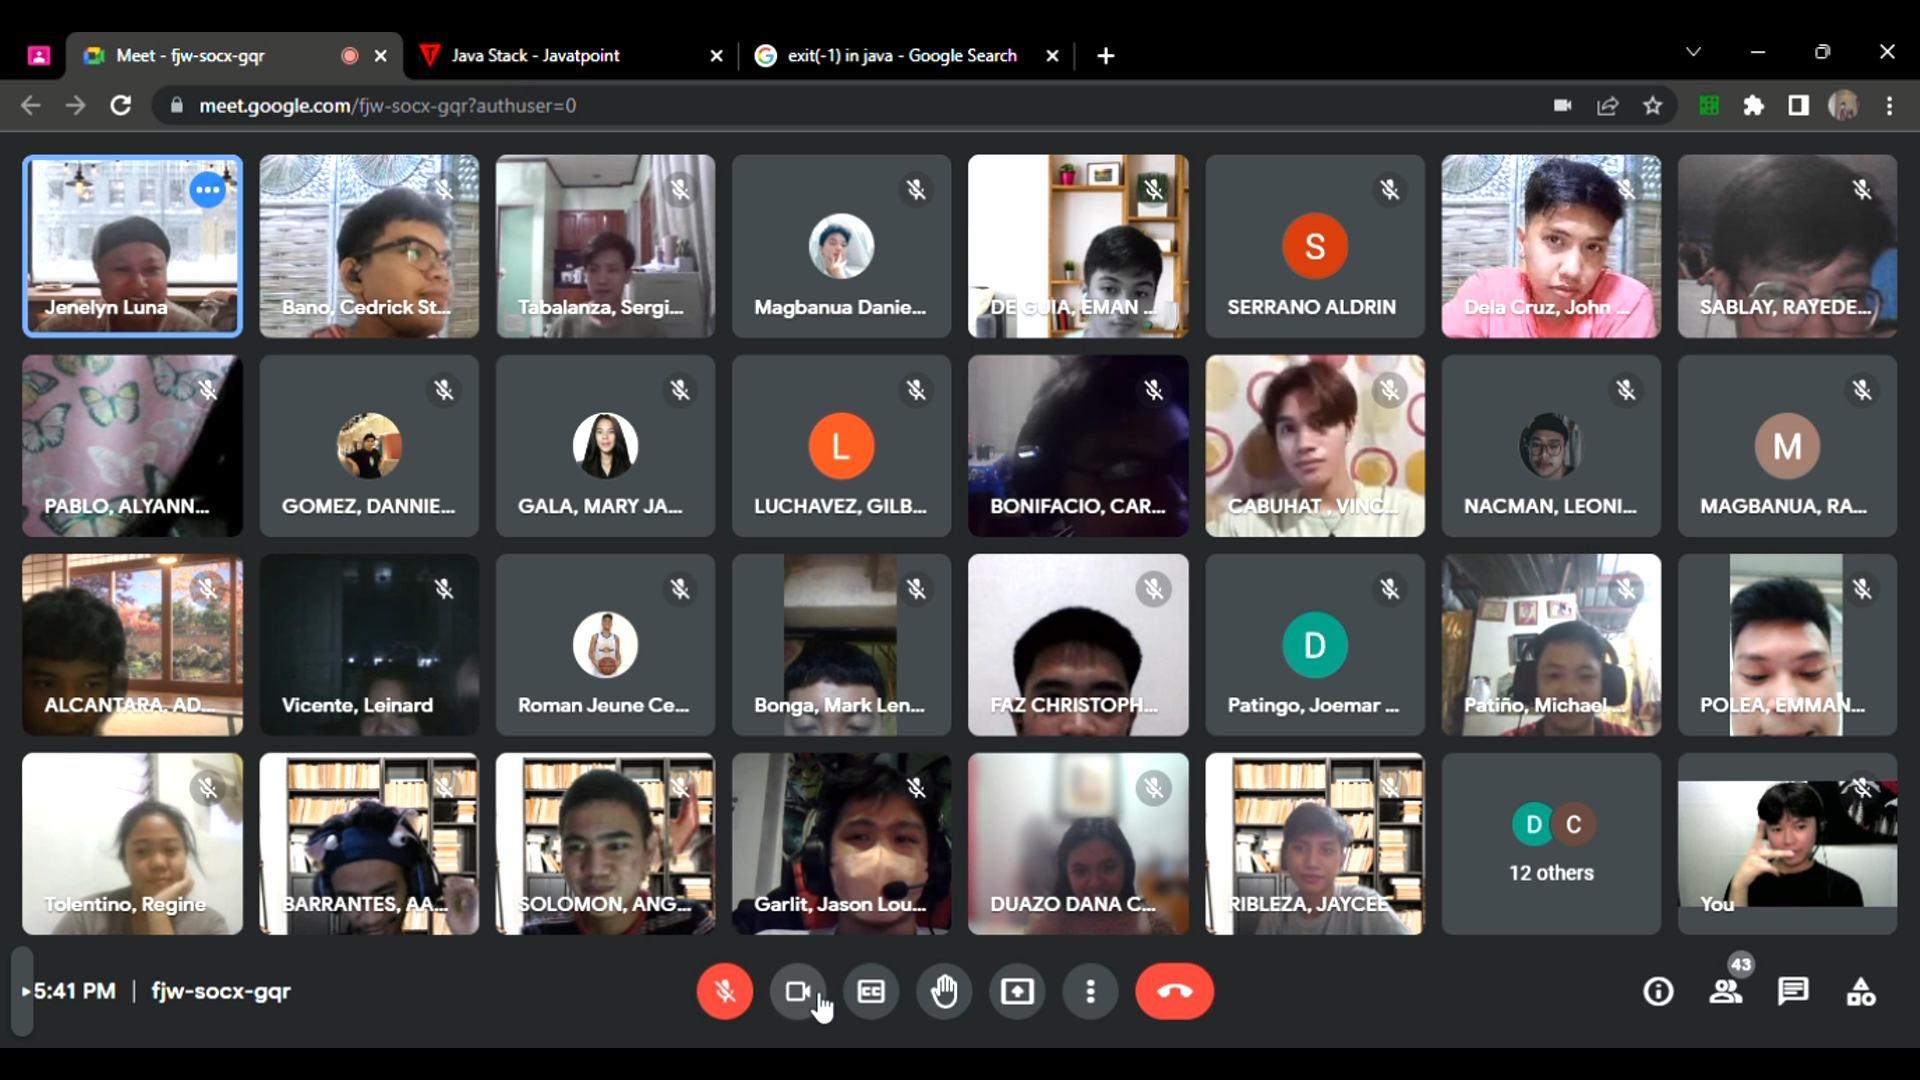 Meet - fjw-socx-gqr
Java Stack - Javatpoint
exit(-1) in java - Google Search
meet.google.com/fjw-socx-gqr?authuser=0
Jenelyn Luna
Bano, Cedrick St...
Tabalanza, Sergi...
Magbanua Danie...
DE GUIA, EMAN ...
S
SERRANO ALDRIN
Dela Cruz, John ...
SABLAY, RAYEDE...
PABLO, ALYANN...
GOMEZ, DANNIE...
GALA, MARY JA...
L
LUCHAVEZ, GILB...
BONIFACIO, CAR...
CABUHAT , VINC...
NACMAN, LEONI...
M
MAGBANUA, RA...
ALCANTARA, AD...
Vicente, Leinard
Roman Jeune Ce...
Bonga, Mark Len...
FAZ CHRISTOPH...
D
Patingo, Joemar ...
Patiño, Michael ...
POLEA, EMMAN...
Tolentino, Regine
BARRANTES, AA...
SOLOMON, ANG...
Garlit, Jason Lou...
DUAZO DANA C...
RIBLEZA, JAYCEE
D C
12 others
You
5:41 PM | fjw-socx-gqr
CC
43